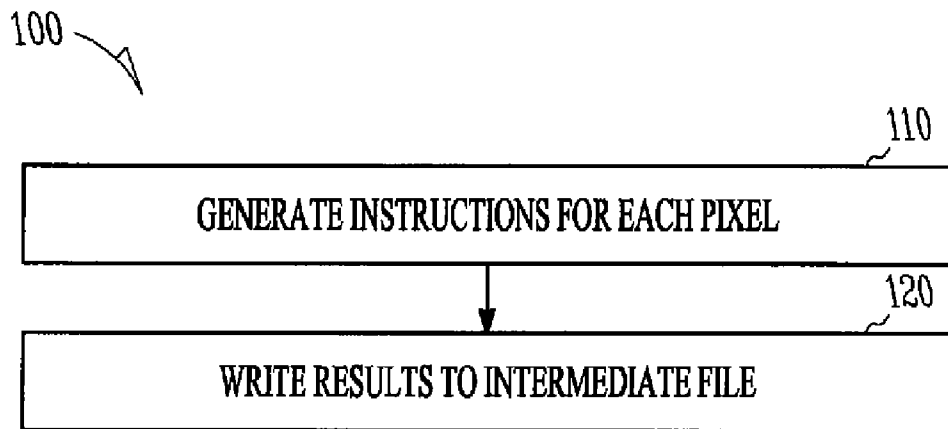 100
110
GENERATE INSTRUCTIONS FOR EACH PIXEL
120
WRITE RESULTS TO INTERMEDIATE FILE